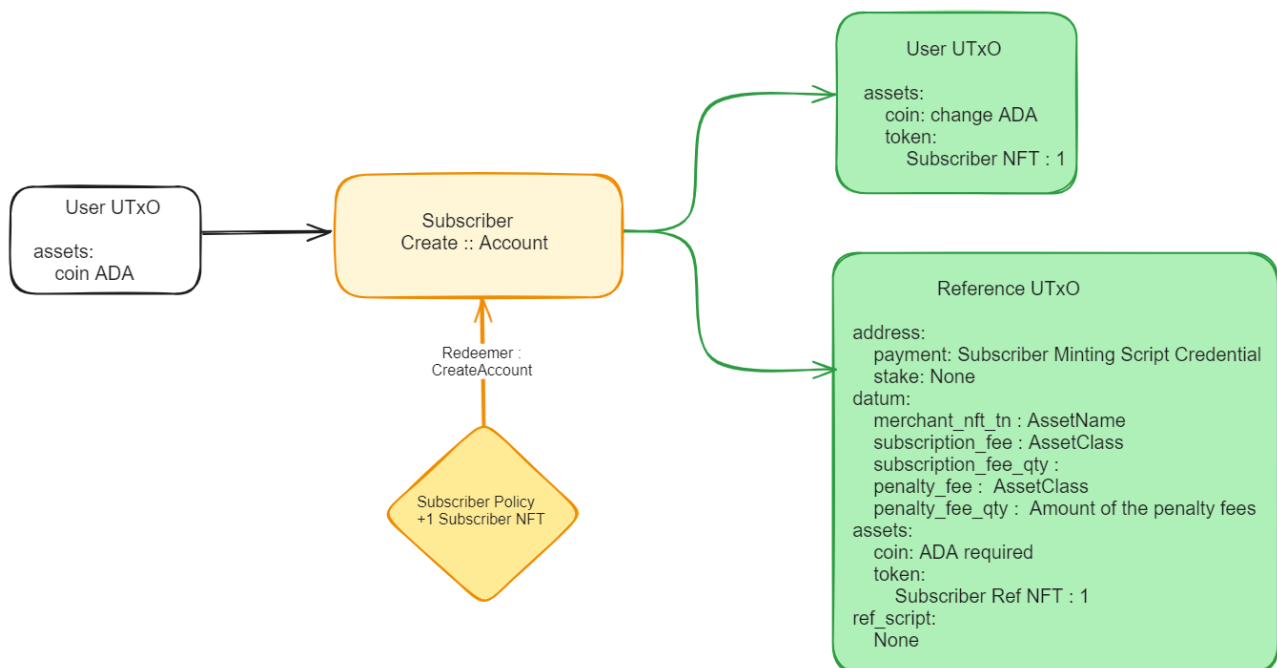 User UTxO
assets:
coin ADA
Subscriber
Create :: Account
Redeemer :
CreateAccount
Subscriber Policy
+1 Subscriber NFT
User UTxO
assets:
coin: change ADA
token:
Subscriber NFT : 1
Reference UTxO
address:
payment: Subscriber Minting Script Credential
stake: None
datum:
merchant_nft_tn : AssetName
subscription_fee : AssetClass
subscription_fee_qty :
penalty_fee : AssetClass
penalty_fee_qty : Amount of the penalty fees
assets:
coin: ADA required
token:
Subscriber Ref NFT : 1
ref_script:
None